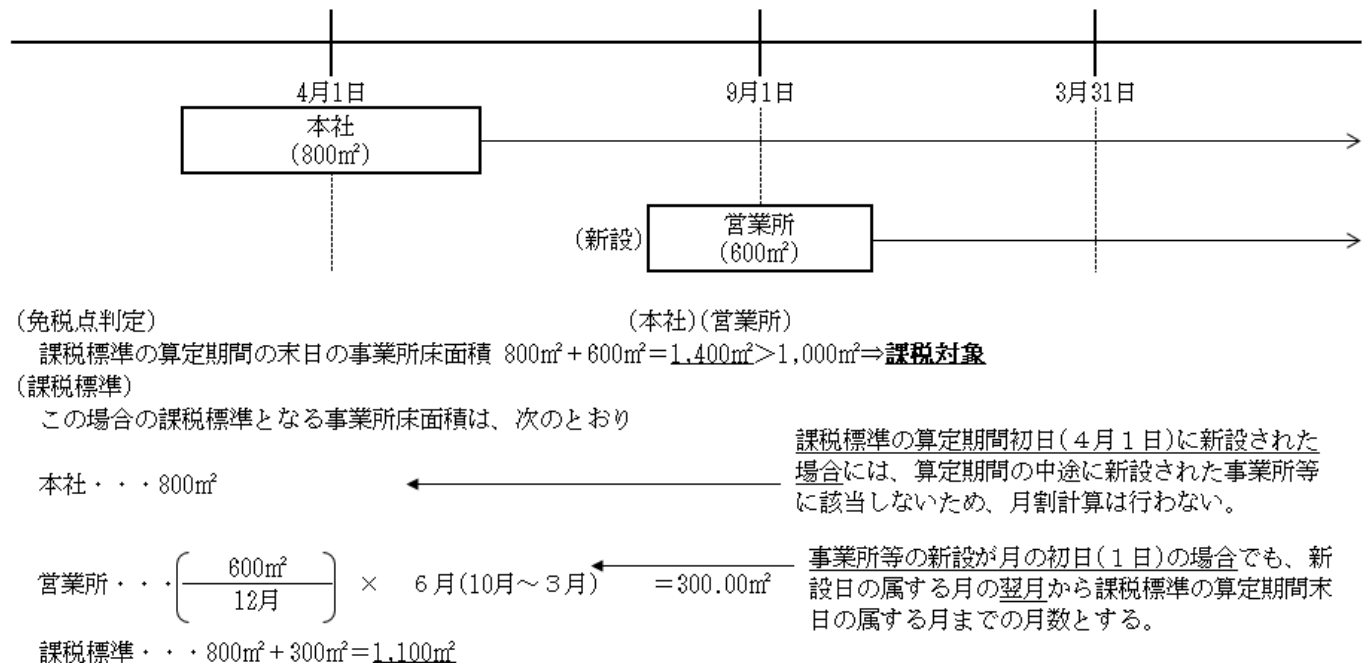 4月1日 9月1日 3月31日
本社
(800㎡)
(新設)
営業所
(600㎡)
(免税点判定)
(本社)(営業所)
課税標準の算定期間の末日の事業所床面積 800㎡+600㎡=1,400㎡>1,000㎡⇒課税対象
(課税標準)
この場合の課税標準となる事業所床面積は、次のとおり
本社・・・800㎡
課税標準の算定期間初日(4月1日)に新設された
場合には、算定期間の中途に新設された事業所等
に該当しないため、月割計算は行わない。
営業所・・・(600㎡/12月) × 6月(10月～3月) =300.00㎡
事業所等の新設が月の初日(1日)の場合でも、新
設日の属する月の翌月から課税標準の算定期間末
日の属する月までの月数とする。
課税標準・・・800㎡+300㎡=1,100㎡